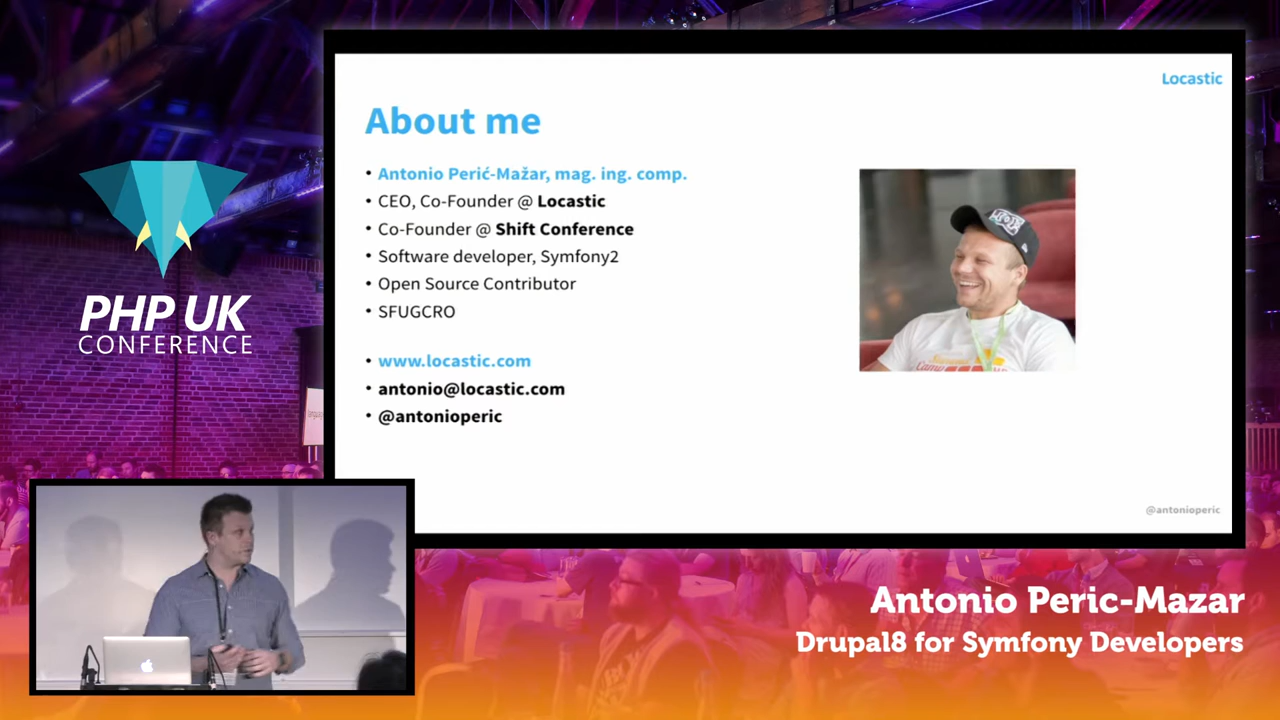 Locastic
About me
• Antonio Perić-Mažar, mag. ing. comp.
• CEO, Co-Founder @ Locastic
• Co-Founder @ Shift Conference
• Software developer, Symfony2
• Open Source Contributor
• SFUGCRO
• www.locastic.com
• antonio@locastic.com
• @antonioperic
@antonioperic
PHP UK
CONFERENCE
Antonio Peric-Mazar
Drupal8 for Symfony Developers